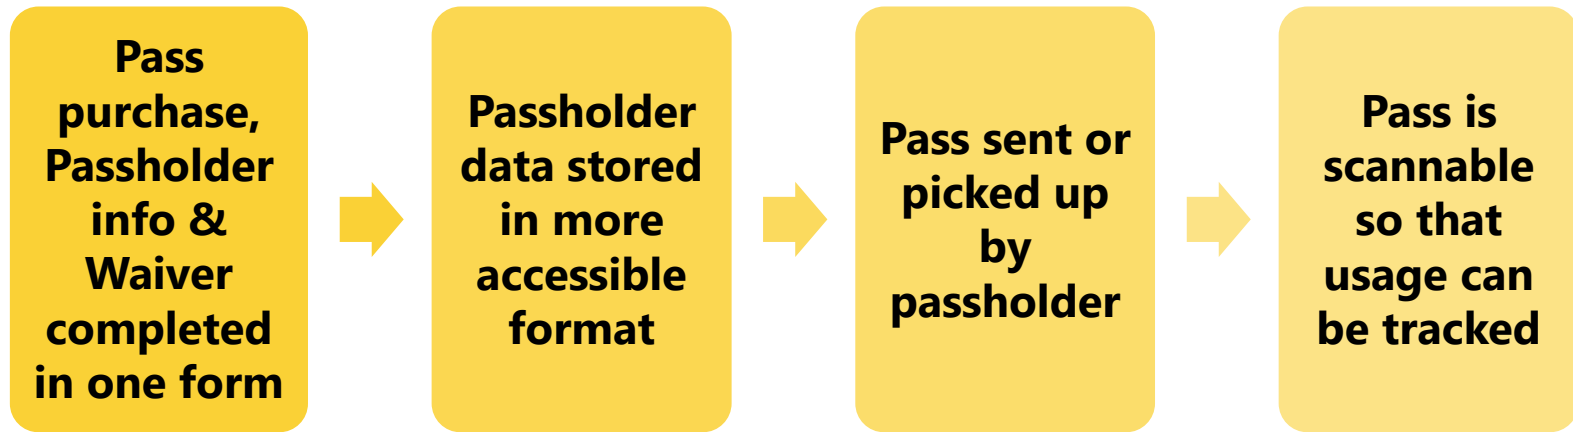 Pass
purchase,
Passholder
info &
Waiver
completed
in one form
Passholder
data stored
in more
accessible
format
Pass sent or
picked up
by
passholder
Pass is
scannable
so that
usage can
be tracked